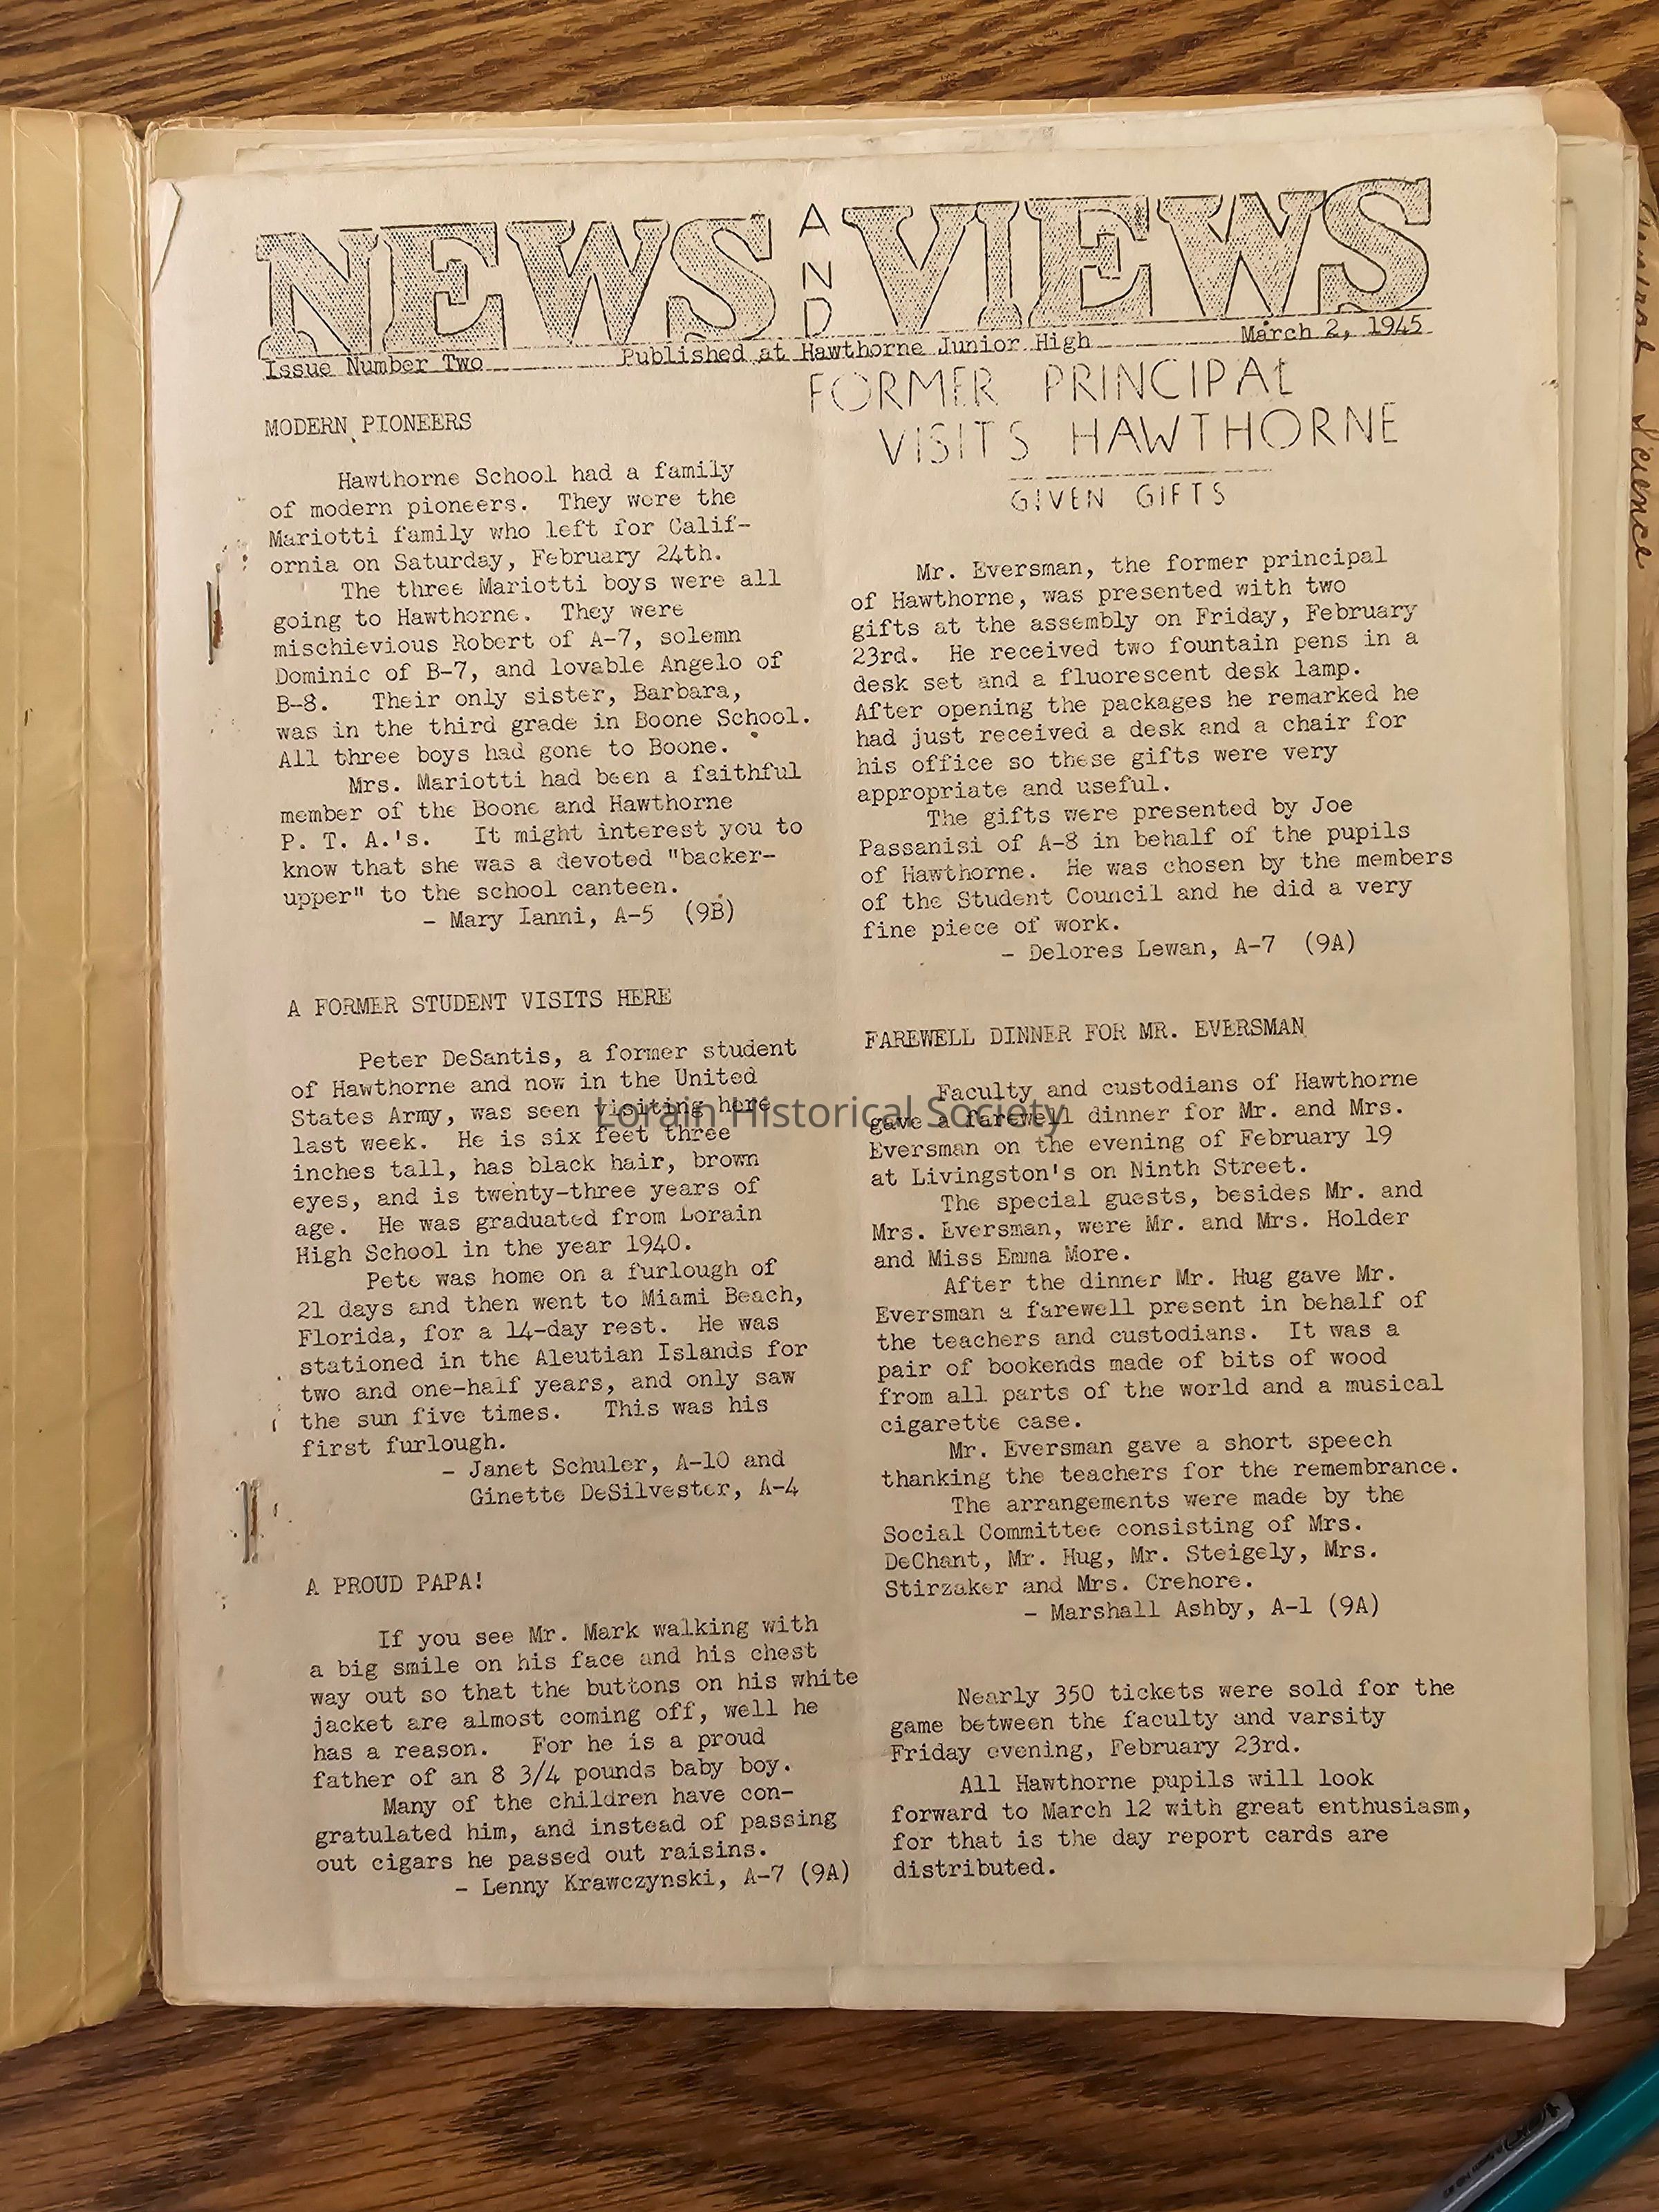 NEWS AND VIEWS
Issue Number Two Published at Hawthorne Junior High March 2, 1945
MODERN PIONEERS
Hawthorne School had a family
of modern pioneers. They were the
Mariotti family who left for Calif-
ornia on Saturday, February 24th.
The three Mariotti boys were all
going to Hawthorne. They were
mischievious Robert of A-7, solemn
Dominic of B-7, and lovable Angelo of
B-8. Their only sister, Barbara,
was in the third grade in Boone School.
All three boys had gone to Boone.
Mrs. Mariotti had been a faithful
member of the Boone and Hawthorne
P. T. A.'s. It might interest you to
know that she was a devoted "backer-
upper" to the school canteen.
- Mary Ianni, A-5 (9B)
A FORMER STUDENT VISITS HERE
Peter DeSantis, a former student
of Hawthorne and now in the United
States Army, was seen visiting here
last week. He is six feet three
inches tall, has black hair, brown
eyes, and is twenty-three years of
age. He was graduated from Lorain
High School in the year 1940.
Pete was home on a furlough of
21 days and then went to Miami Beach,
Florida, for a 14-day rest. He was
stationed in the Aleutian Islands for
two and one-half years, and only saw
the sun five times. This was his
first furlough.
- Janet Schuler, A-10 and
Ginette DeSilvester, A-4
A PROUD PAPA!
If you see Mr. Mark walking with
a big smile on his face and his chest
way out so that the buttons on his white
jacket are almost coming off, well he
has a reason. For he is a proud
father of an 8 3/4 pounds baby boy.
Many of the children have con-
gratulated him, and instead of passing
out cigars he passed out raisins.
- Lenny Krawczynski, A-7 (9A)
FORMER PRINCIPAL
VISITS HAWTHORNE
GIVEN GIFTS
Mr. Eversman, the former principal
of Hawthorne, was presented with two
gifts at the assembly on Friday, February
23rd. He received two fountain pens in a
desk set and a fluorescent desk lamp.
After opening the packages he remarked he
had just received a desk and a chair for
his office so these gifts were very
appropriate and useful.
The gifts were presented by Joe
Passanisi of A-8 in behalf of the pupils
of Hawthorne. He was chosen by the members
of the Student Council and he did a very
fine piece of work.
- Delores Lewan, A-7 (9A)
FAREWELL DINNER FOR MR. EVERSMAN
Faculty and custodians of Hawthorne
gave a farewell dinner for Mr. and Mrs.
Eversman on the evening of February 19
at Livingston's on Ninth Street.
The special guests, besides Mr. and
Mrs. Eversman, were Mr. and Mrs. Holder
and Miss Emma More.
After the dinner Mr. Hug gave Mr.
Eversman a farewell present in behalf of
the teachers and custodians. It was a
pair of bookends made of bits of wood
from all parts of the world and a musical
cigarette case.
Mr. Eversman gave a short speech
thanking the teachers for the remembrance.
The arrangements were made by the
Social Committee consisting of Mrs.
DeChant, Mr. Hug, Mr. Steigely, Mrs.
Stirzaker and Mrs. Crehore.
- Marshall Ashby, A-1 (9A)
Nearly 350 tickets were sold for the
game between the faculty and varsity
Friday evening, February 23rd.
All Hawthorne pupils will look
forward to March 12 with great enthusiasm,
for that is the day report cards are
distributed.
Lorain Historical Society
Science